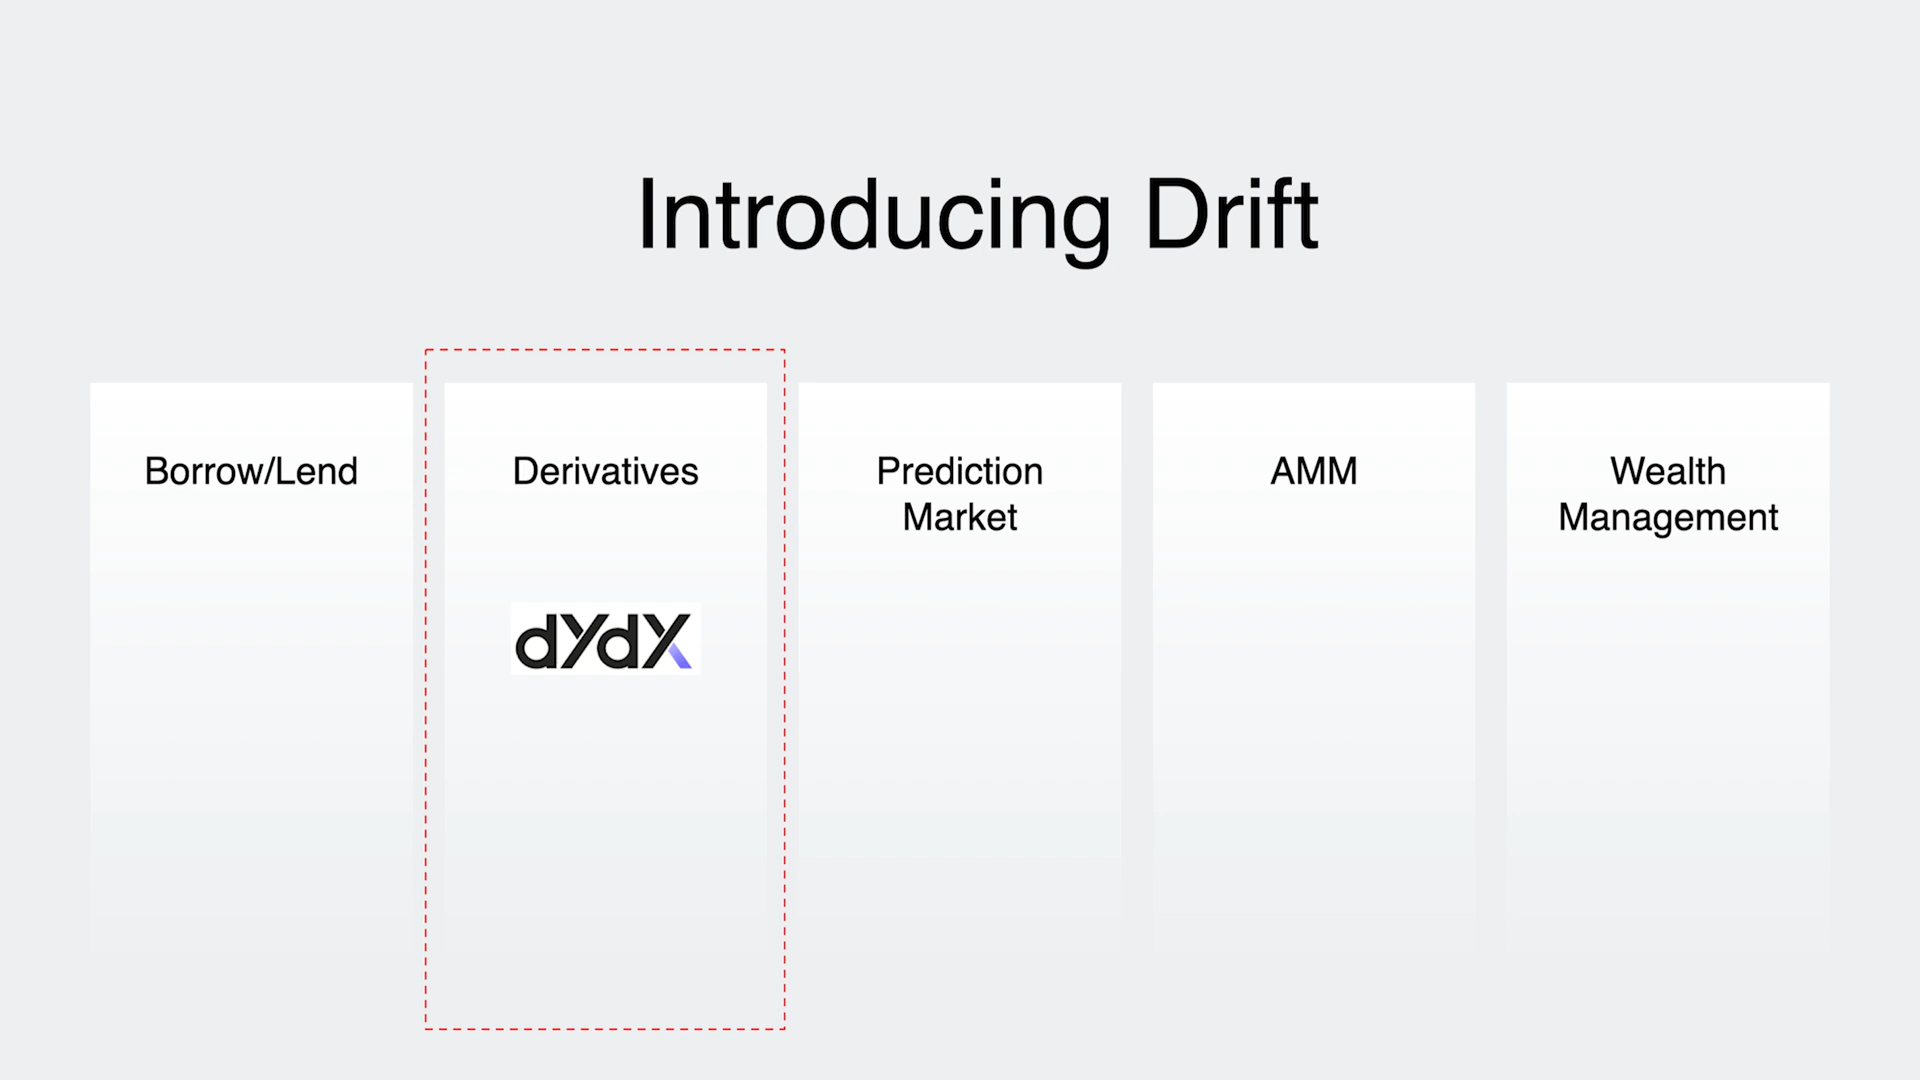 Introducing Drift
Borrow/Lend
Derivatives
dYdX
Prediction
Market
AMM
Wealth
Management